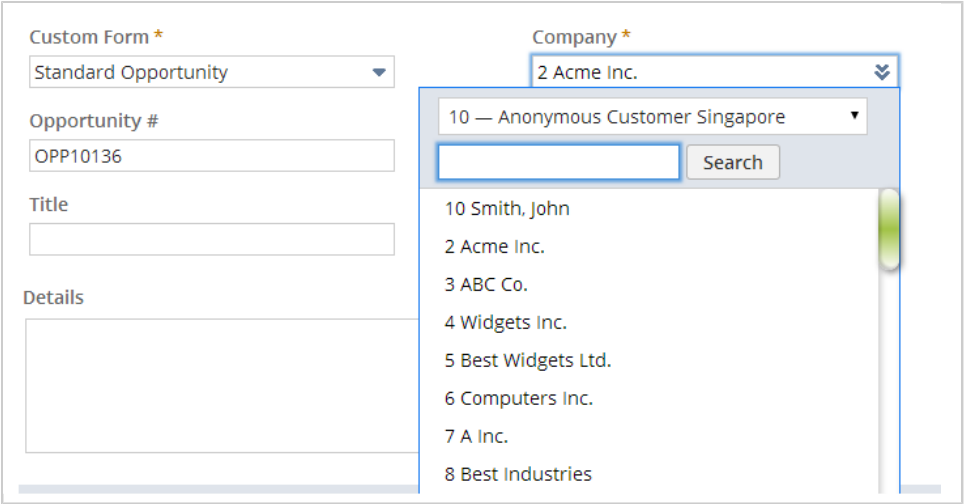 Custom Form *
Standard Opportunity
Opportunity #
OPP10136
Title
Details
Company *
2 Acme Inc.
10 — Anonymous Customer Singapore
Search
10 Smith, John
2 Acme Inc.
3 ABC Co.
4 Widgets Inc.
5 Best Widgets Ltd.
6 Computers Inc.
7 A Inc.
8 Best Industries